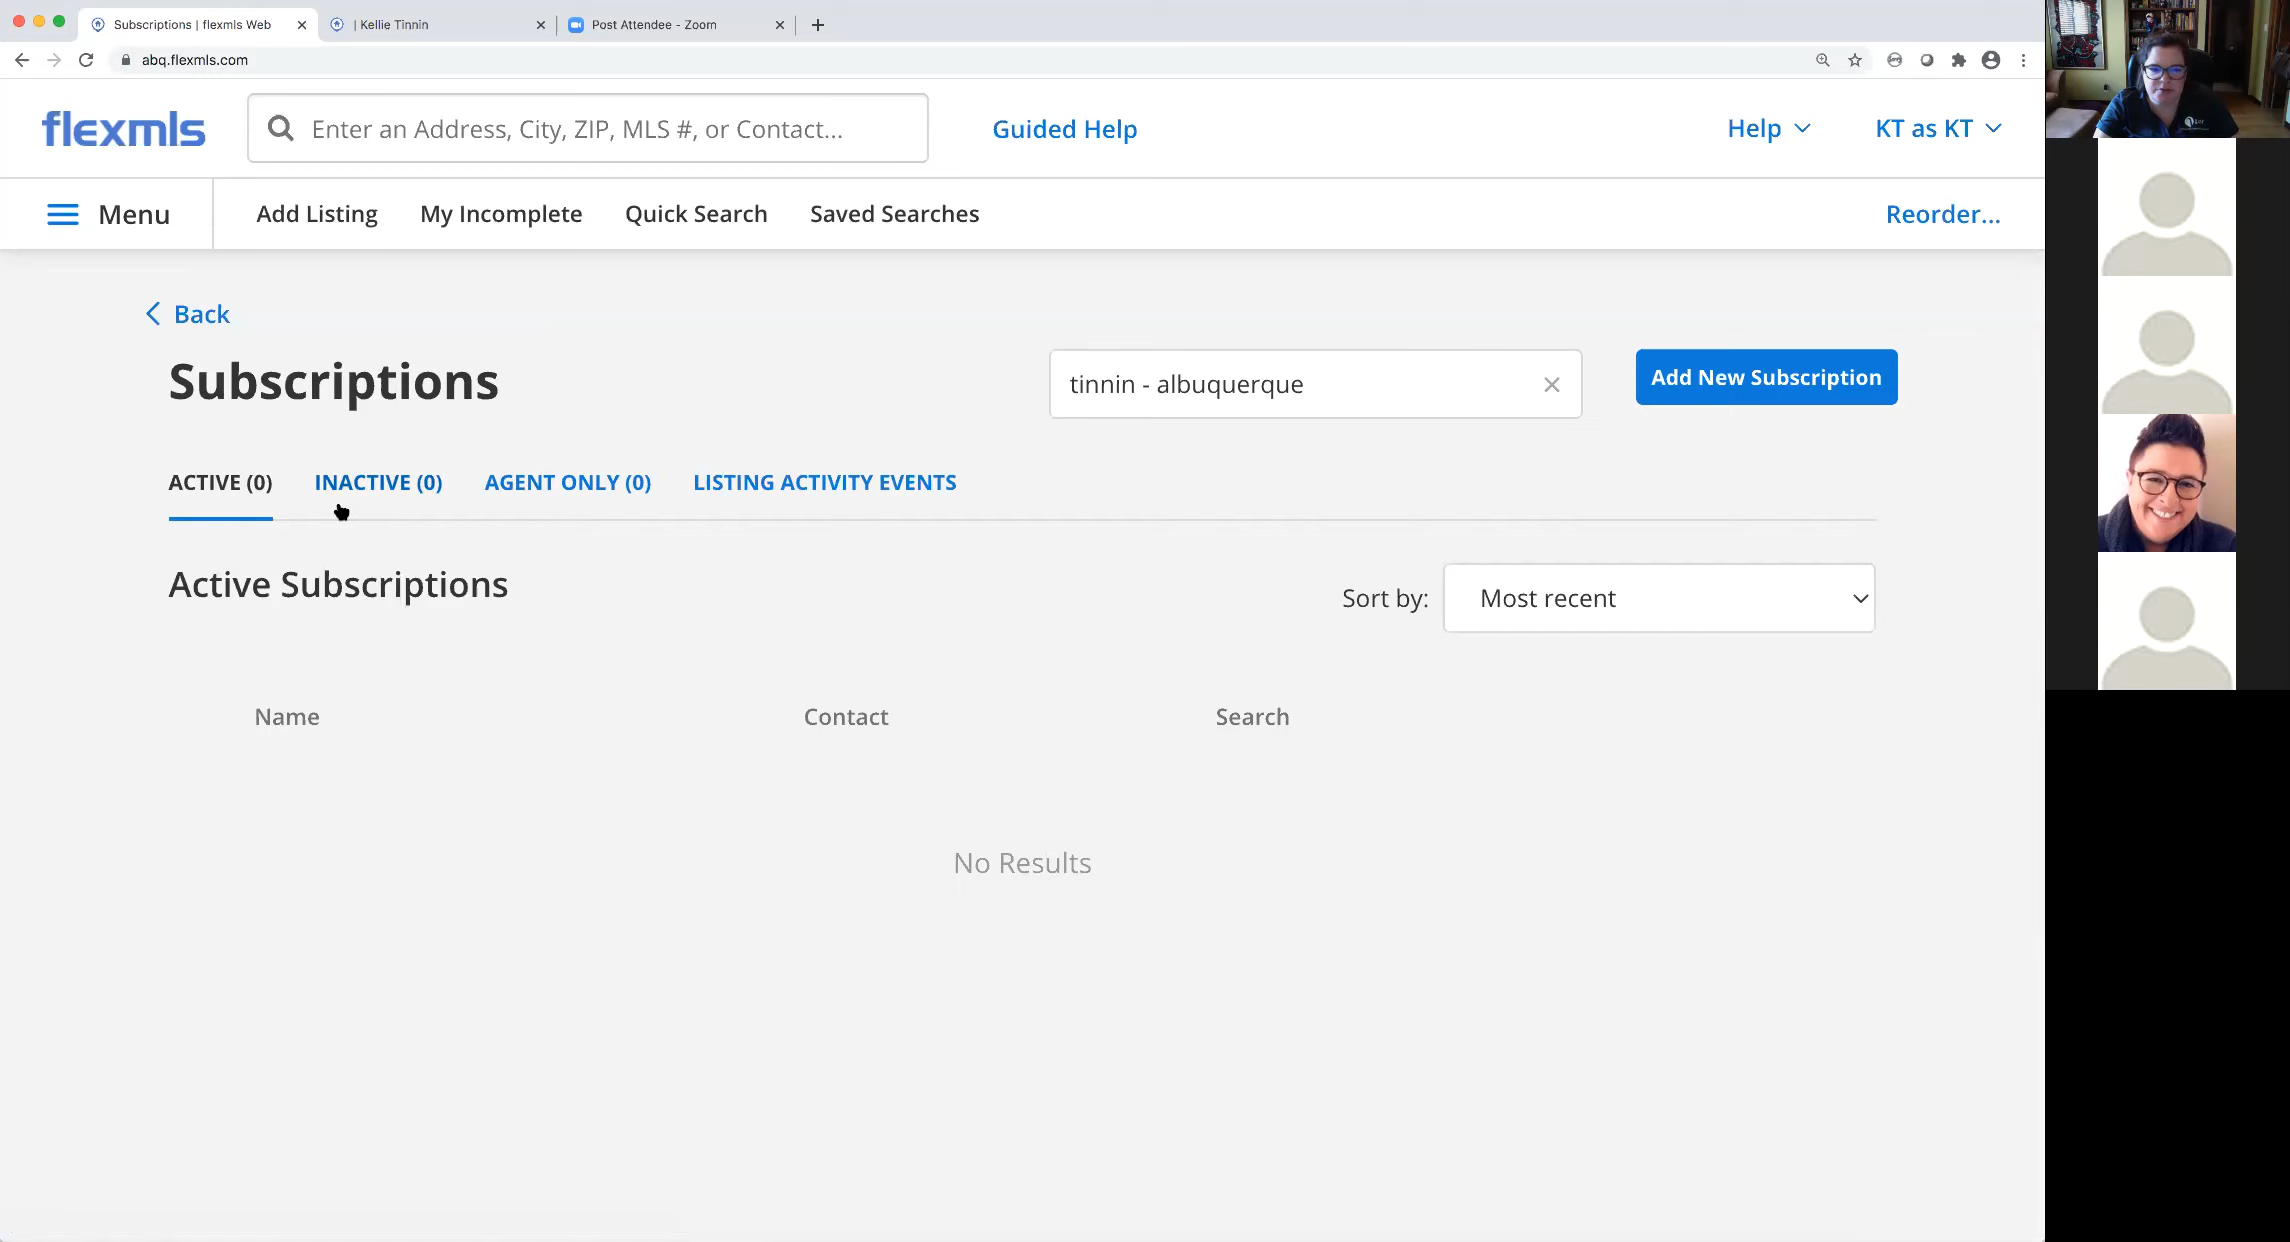 Subscriptions | flexmls Web
| Kellie Tinnin
Post Attendee - Zoom
abq.flexmls.com
flexmls
Enter an Address, City, ZIP, MLS #, or Contact...
Guided Help
Help
KT as KT
Menu
Add Listing
My Incomplete
Quick Search
Saved Searches
Reorder...
Back
Subscriptions
tinnin - albuquerque
Add New Subscription
ACTIVE (0)
INACTIVE (0)
AGENT ONLY (0)
LISTING ACTIVITY EVENTS
Active Subscriptions
Sort by:
Most recent
Name
Contact
Search
No Results